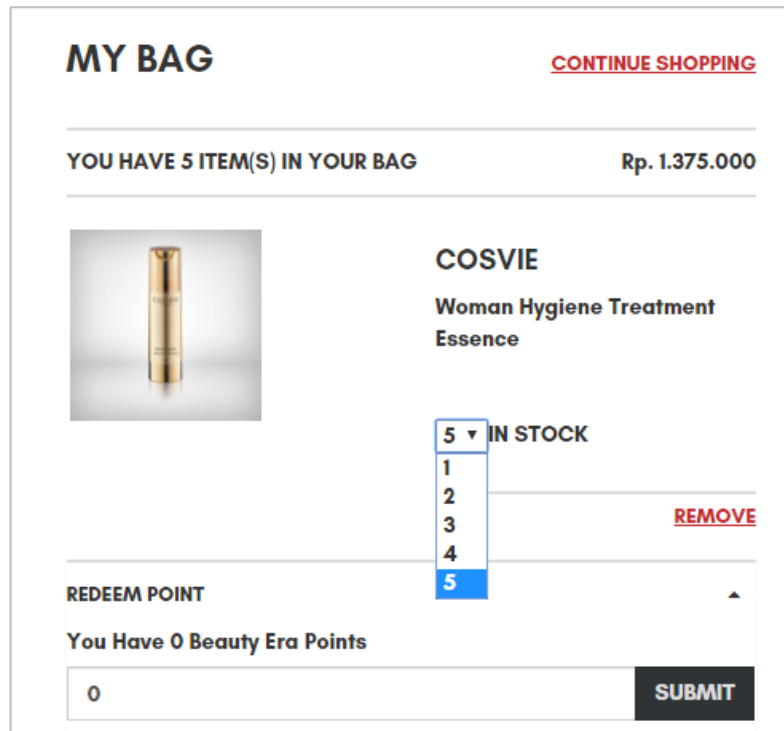 MY BAG
CONTINUE SHOPPING
YOU HAVE 5 ITEM(S) IN YOUR BAG
Rp. 1.375.000
COSVIE
Woman Hygiene Treatment
Essence
5 IN STOCK
1
2
3
4
5
REMOVE
REDEEM POINT
You Have 0 Beauty Era Points
0
SUBMIT